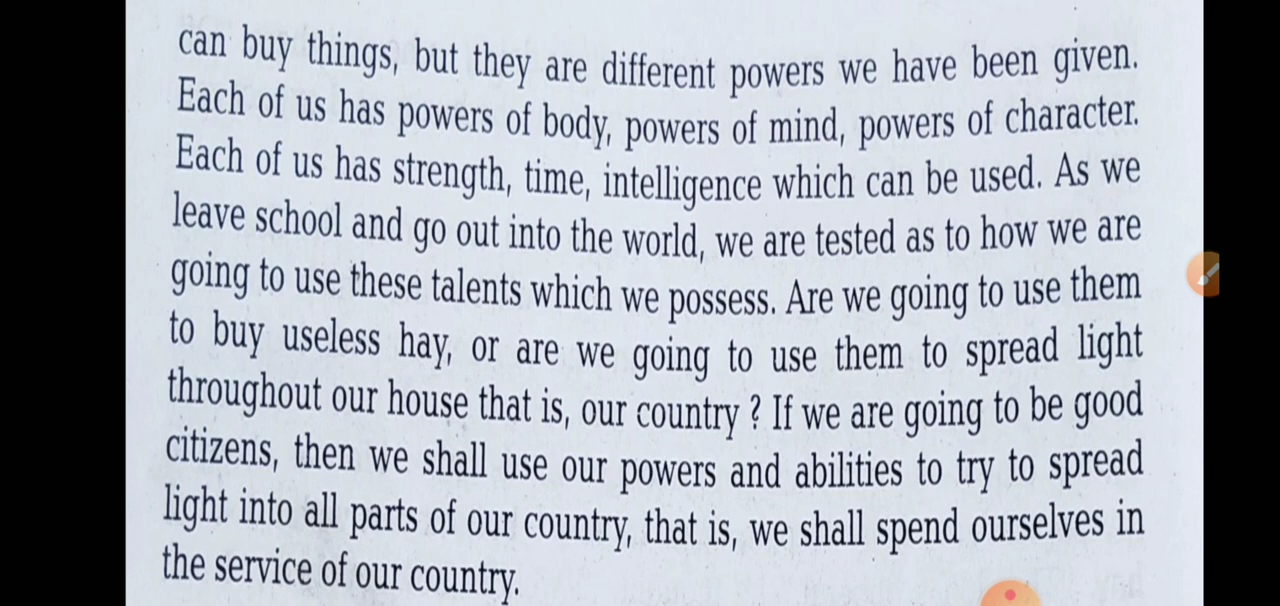 can buy things, but they are different powers we have been given.
Each of us has powers of body, powers of mind, powers of character.
Each of us has strength, time, intelligence which can be used. As we
leave school and go out into the world, we are tested as to how we are
going to use these talents which we possess. Are we going to use them
to buy useless hay, or are we going to use them to spread light
throughout our house that is, our country ? If we are going to be good
citizens, then we shall use our powers and abilities to try to spread
light into all parts of our country, that is, we shall spend ourselves in
the service of our country.